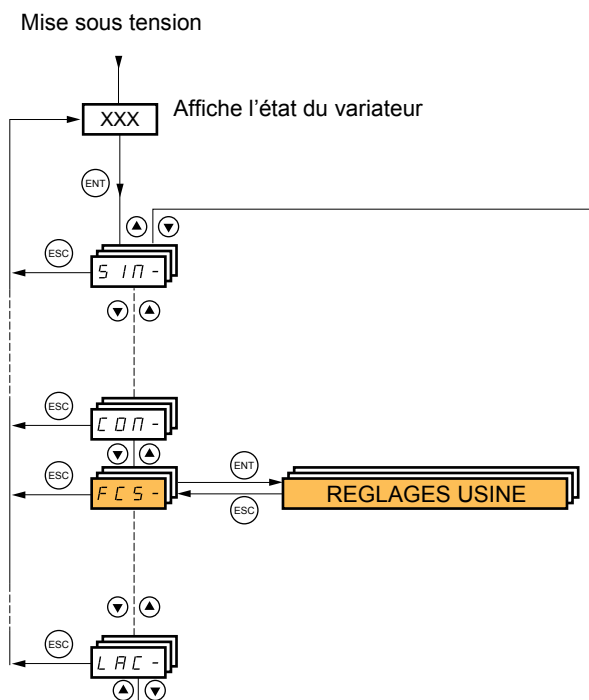 Mise sous tension
XXX
Affiche l'état du variateur
ENT
ESC
SIM-
ESC
COM-
ESC
FCS-
ENT
ESC
REGLAGES USINE
ESC
LAC-